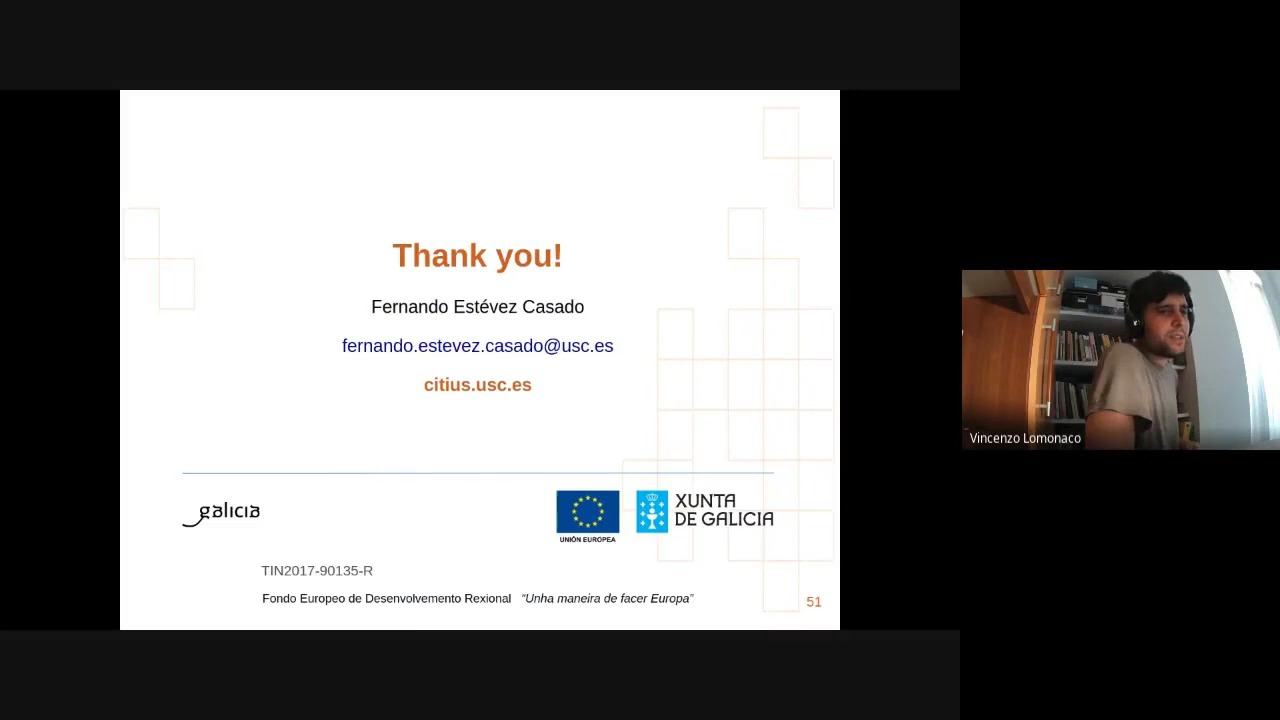 Thank you!
Fernando Estévez Casado
fernando.estevez.casado@usc.es
citius.usc.es
galicia
UNIÓN EUROPEA
XUNTA
DE GALICIA
TIN2017-90135-R
Fondo Europeo de Desenvolvemento Rexional “Unha maneira de facer Europa”
51
Vincenzo Lomonaco